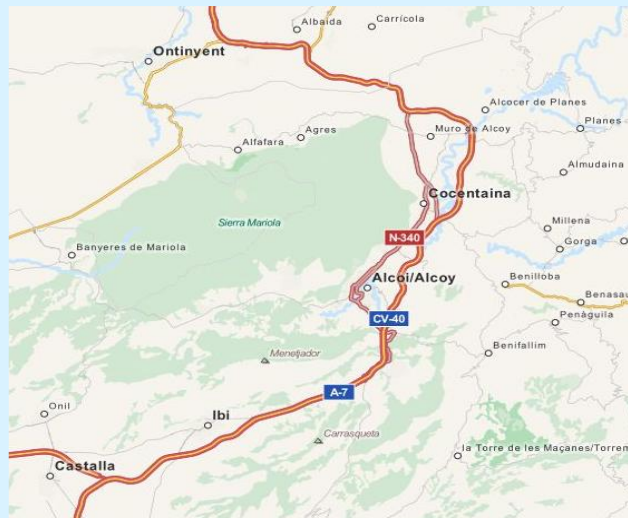 Albaida
Carrícola
Ontinyent
Alcocer de Planes
Planes
Agres
Muro de Alcoy
Alfafara
Almudaina
Cocentaina
Sierra Mariola
Millena
N-340
Gorga
Banyeres de Mariola
Alcoi/Alcoy
Benilloba
Benasau
CV-40
Penàguila
Benifallim
Menetjador
A-7
Onil
Ibi
Carrasqueta
la Torre de les Maçanes/Torrem
Castalla